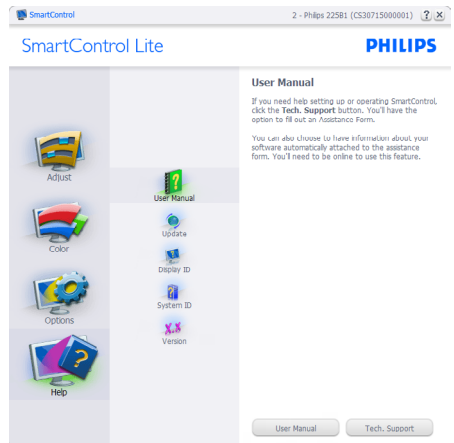 SmartControl
2 - Philips 225B1 (CS30715000001)
? ×
SmartControl Lite
PHILIPS
Adjust
Color
Options
?
Help
?
User Manual
Update
?
Display ID
?
System ID
X.X
Version
User Manual
If you need help setting up or operating SmartControl,
click the Tech. Support button. You'll have the
option to fill out an Assistance Form.
You can also choose to have information about your
software automatically attached to the assistance
form. You'll need to be online to use this feature.
User Manual
Tech. Support